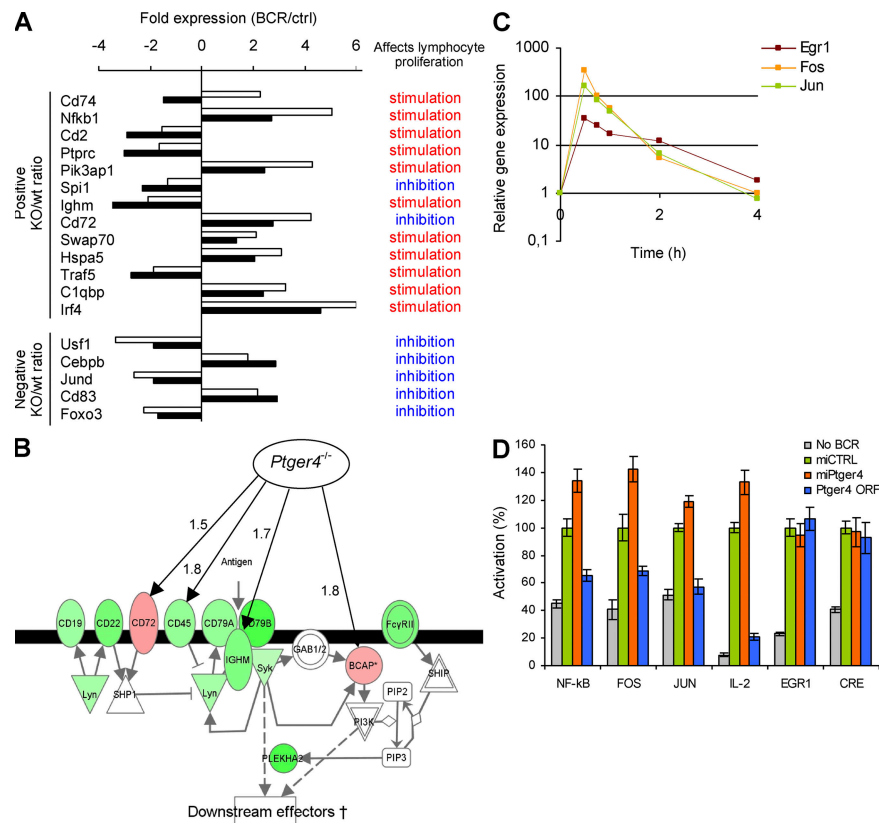 A
Fold expression (BCR/ctrl)
-4 -2 0 2 4 6
Affects lymphocyte
proliferation
Positive
KO/wt ratio
Cd74 stimulation
Nfkb1 stimulation
Cd2 stimulation
Ptprc stimulation
Pik3ap1 stimulation
Spi1 inhibition
Ighm stimulation
Cd72 inhibition
Swap70 stimulation
Hspa5 stimulation
Traf5 stimulation
C1qbp stimulation
Irf4 stimulation
Negative
KO/wt ratio
Usf1 inhibition
Cebpb inhibition
Jund inhibition
Cd83 inhibition
Foxo3 inhibition
B
Ptger4-/-
1.5
1.8
1.7
1.8
Antigen
CD19
CD22
CD72
CD45
CD79A
CD79B
FcγRII
IGHM
GAB1/2
Lyn
SHP1
Lyn
Syk
BCAP*
SHIP
PIP2
PI3K
PLEKHA2
PIP3
Downstream effectors †
C
Relative gene expression
1000
100
10
1
0,1
0 2 4
Time (h)
Egr1
Fos
Jun
D
Activation (%)
160
140
120
100
80
60
40
20
0
No BCR
miCTRL
miPtger4
Ptger4 ORF
NF-kB FOS JUN IL-2 EGR1 CRE